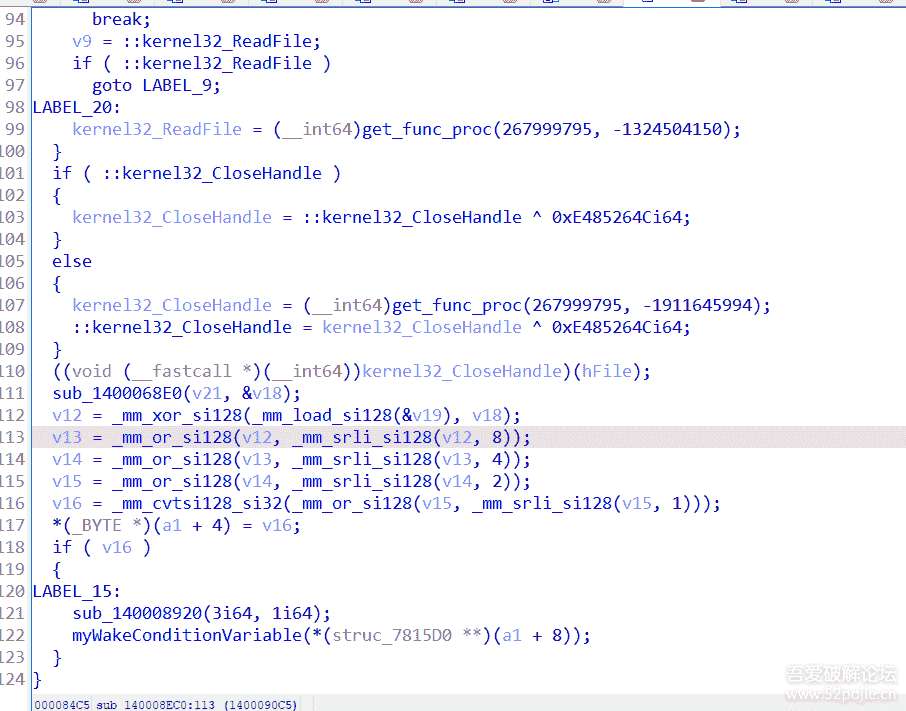 94 break;
95 v9 = ::kernel32_ReadFile;
96 if ( ::kernel32_ReadFile )
97 goto LABEL_9;
98 LABEL_20:
99 kernel32_ReadFile = (__int64)get_func_proc(267999795, -1324504150);
100 }
101 if ( ::kernel32_CloseHandle )
102 {
103 kernel32_CloseHandle = ::kernel32_CloseHandle ^ 0xE485264Ci64;
104 }
105 else
106 {
107 kernel32_CloseHandle = (__int64)get_func_proc(267999795, -1911645994);
108 ::kernel32_CloseHandle = kernel32_CloseHandle ^ 0xE485264Ci64;
109 }
110 ((void (__fastcall *)(__int64))kernel32_CloseHandle)(hFile);
111 sub_1400068E0(v21, &v18);
112 v12 = _mm_xor_si128(_mm_load_si128(&v19), v18);
113 v13 = _mm_or_si128(v12, _mm_srli_si128(v12, 8));
114 v14 = _mm_or_si128(v13, _mm_srli_si128(v13, 4));
115 v15 = _mm_or_si128(v14, _mm_srli_si128(v14, 2));
116 v16 = _mm_cvtsi128_si32(_mm_or_si128(v15, _mm_srli_si128(v15, 1)));
117 *(_BYTE *)(a1 + 4) = v16;
118 if ( v16 )
119 {
120 LABEL_15:
121 sub_140008920(3i64, 1i64);
122 myWakeConditionVariable(*(struc_7815D0 **)(a1 + 8));
123 }
124 }
吾爱破解论坛
www.52pojie.cn
000084C5 sub_140008EC0:113 (1400090C5)